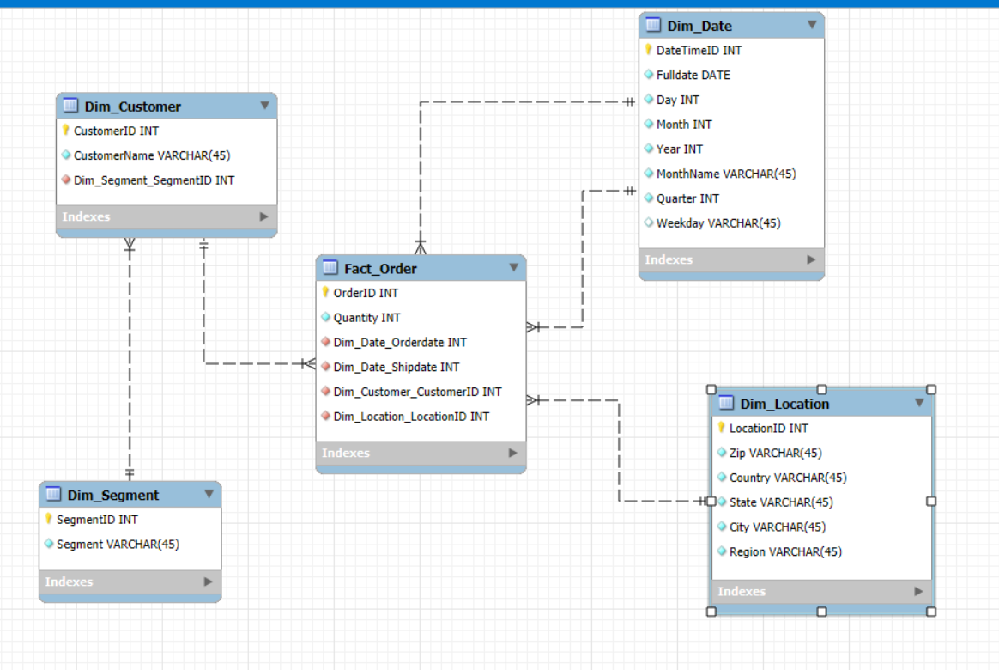 Dim_Date
DateTimeID INT
Fulldate DATE
Day INT
Month INT
Year INT
MonthName VARCHAR(45)
Quarter INT
Weekday VARCHAR(45)
Indexes
Dim_Customer
CustomerID INT
CustomerName VARCHAR(45)
Dim_Segment_SegmentID INT
Indexes
Fact_Order
OrderID INT
Quantity INT
Dim_Date_Orderdate INT
Dim_Date_Shipdate INT
Dim_Customer_CustomerID INT
Dim_Location_LocationID INT
Indexes
Dim_Location
LocationID INT
Zip VARCHAR(45)
Country VARCHAR(45)
State VARCHAR(45)
City VARCHAR(45)
Region VARCHAR(45)
Indexes
Dim_Segment
SegmentID INT
Segment VARCHAR(45)
Indexes